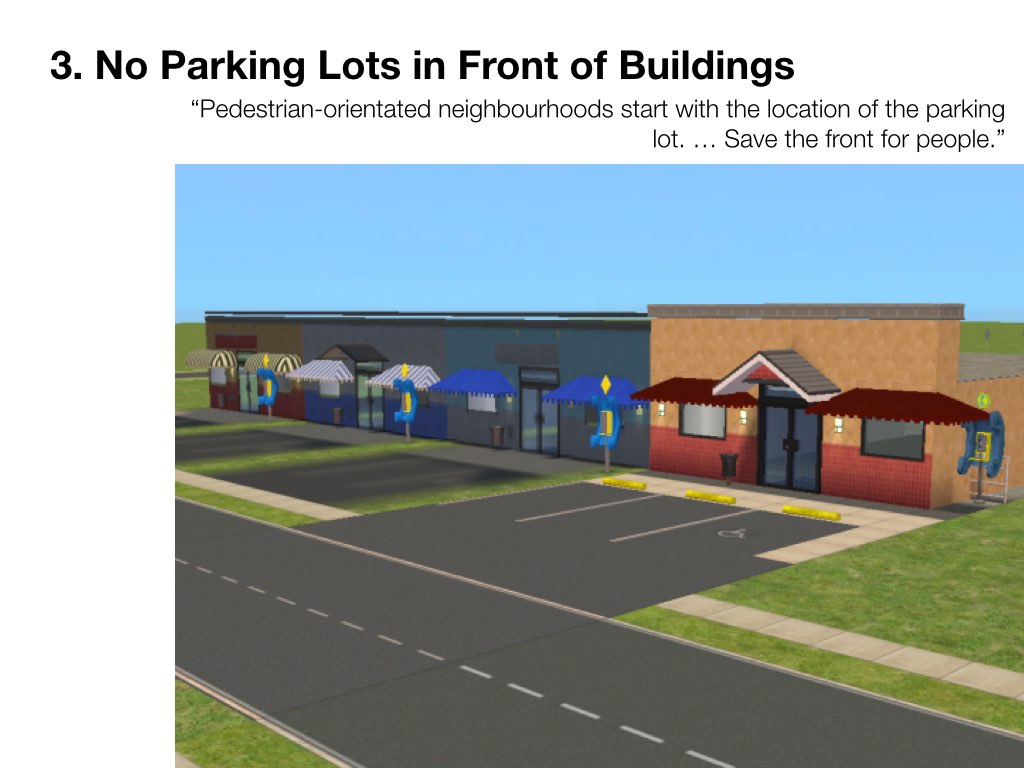 3. No Parking Lots in Front of Buildings
“Pedestrian-orientated neighbourhoods start with the location of the parking
lot. … Save the front for people.”